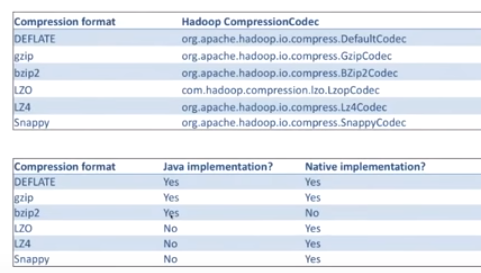 Compression format Hadoop CompressionCodec
DEFLATE org.apache.hadoop.io.compress.DefaultCodec
gzip org.apache.hadoop.io.compress.GzipCodec
bzip2 org.apache.hadoop.io.compress.BZip2Codec
LZO com.hadoop.compression.lzo.LzopCodec
LZ4 org.apache.hadoop.io.compress.Lz4Codec
Snappy org.apache.hadoop.io.compress.SnappyCodec
Compression format Java implementation? Native implementation?
DEFLATE Yes Yes
gzip Yes Yes
bzip2 Yes No
LZO No Yes
LZ4 No Yes
Snappy No Yes